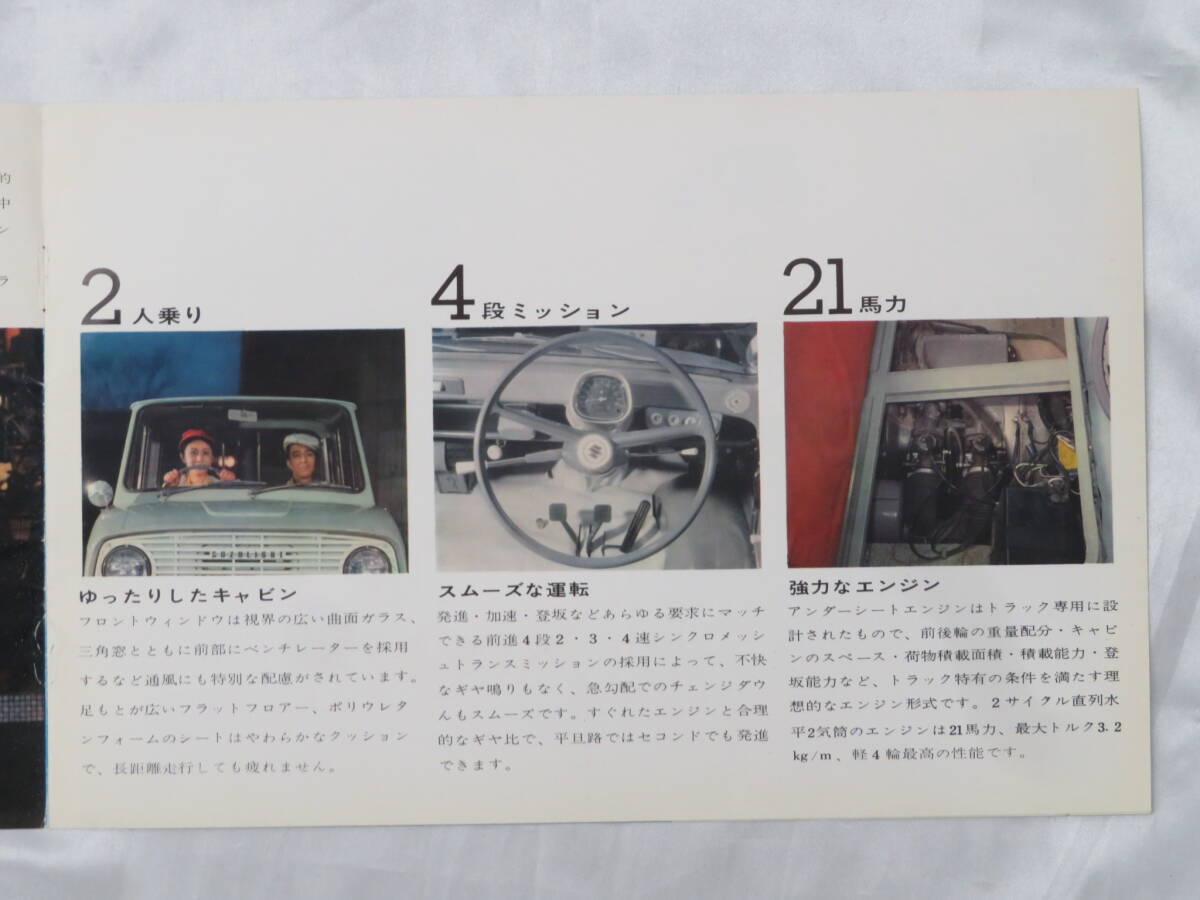 的
中
ン
ラ
2人乗り
SUZULIGHT
ゆったりしたキャビン
フロントウィンドウは視界の広い曲面ガラス、
三角窓とともに前部にベンチレーターを採用
するなど通風にも特別な配慮がされています。
足もとが広いフラットフロアー、ポリウレタ
ンフォームのシートはやわらかなクッション
で、長距離走行しても疲れません。
4段ミッション
スムーズな運転
発進・加速・登坂などあらゆる要求にマッチ
できる前進4段2・3・4速シンクロメッシ
ュトランスミッションの採用によって、不快
なギヤ鳴りもなく、急勾配でのチェンジダウ
んもスムーズです。すぐれたエンジンと合理
的なギヤ比で、平旦路ではセコンドでも発進
できます。
21馬力
強力なエンジン
アンダーシートエンジンはトラック専用に設
計されたもので、前後輪の重量配分・キャビ
ンのスペース・荷物積載面積・積載能力・登
坂能力など、トラック特有の条件を満たす理
想的なエンジン形式です。2サイクル直列水
平2気筒のエンジンは21馬力、最大トルク3.2
kg/m、軽4輪最高の性能です。